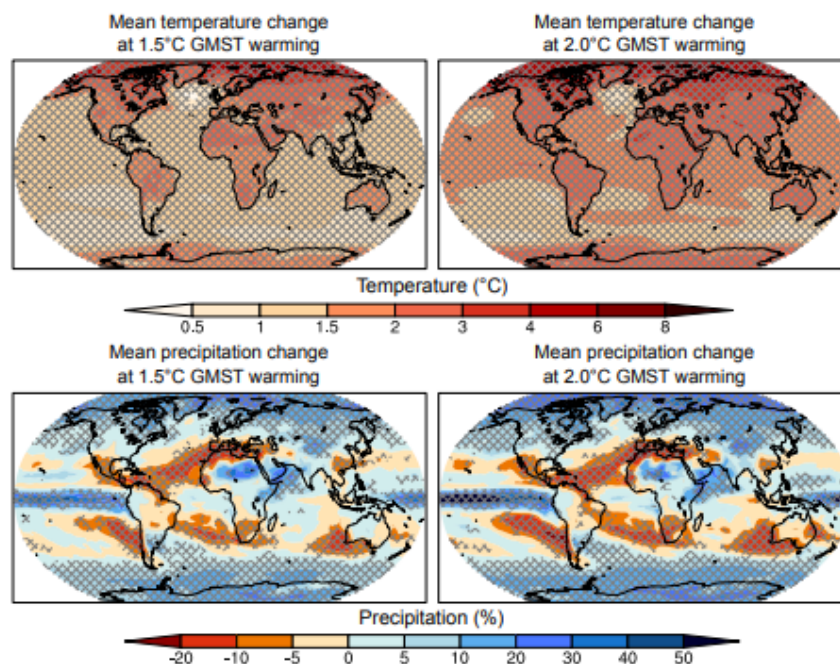 Mean temperature change
at 1.5°C GMST warming
Mean temperature change
at 2.0°C GMST warming
Temperature (°C)
0.5 1 1.5 2 3 4 6 8
Mean precipitation change
at 1.5°C GMST warming
Mean precipitation change
at 2.0°C GMST warming
Precipitation (%)
-20 -10 -5 0 5 10 20 30 40 50